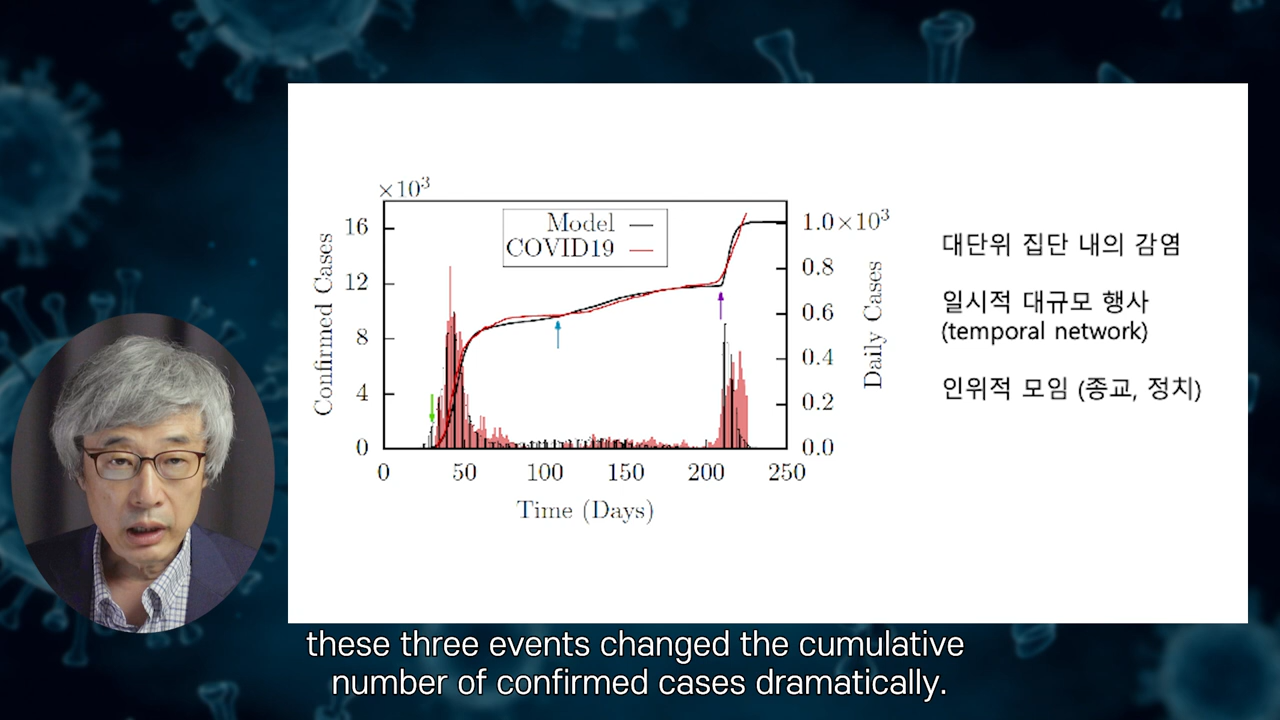 ×10³
16
12
8
4
0
Confirmed Cases
Model
COVID19
1.0×10³
0.8
0.6
0.4
0.2
0.0
Daily Cases
0 50 100 150 200 250
Time (Days)
대단위 집단 내의 감염
일시적 대규모 행사
(temporal network)
인위적 모임 (종교, 정치)
these three events changed the cumulative
number of confirmed cases dramatically.